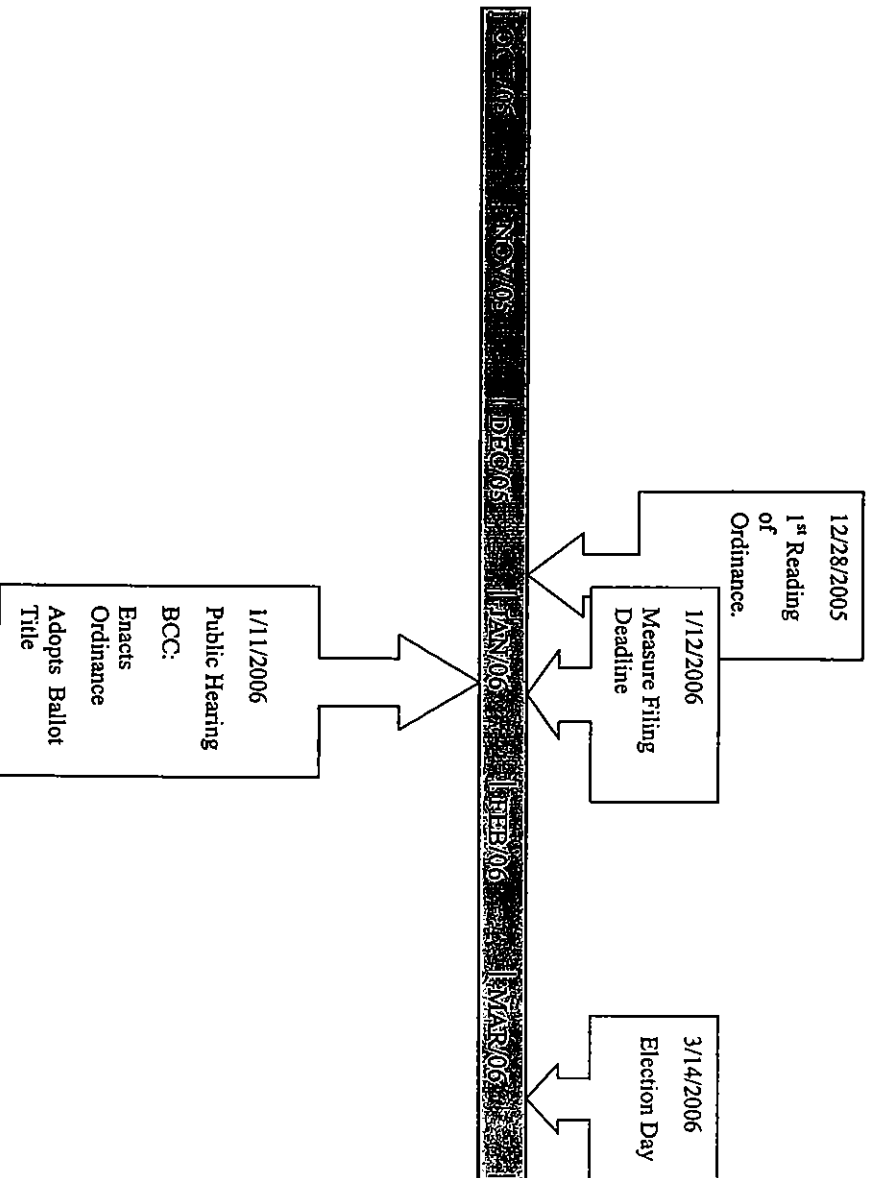 12/28/2005
1st Reading
of
Ordinance.
1/12/2006
Measure Filing
Deadline
3/14/2006
Election Day
OCT/05
NOV/05
DEC/05
JAN/06
FEB/06
MAR/06
1/11/2006
Public Hearing
BCC:
Enacts
Ordinance
Adopts Ballot
Title